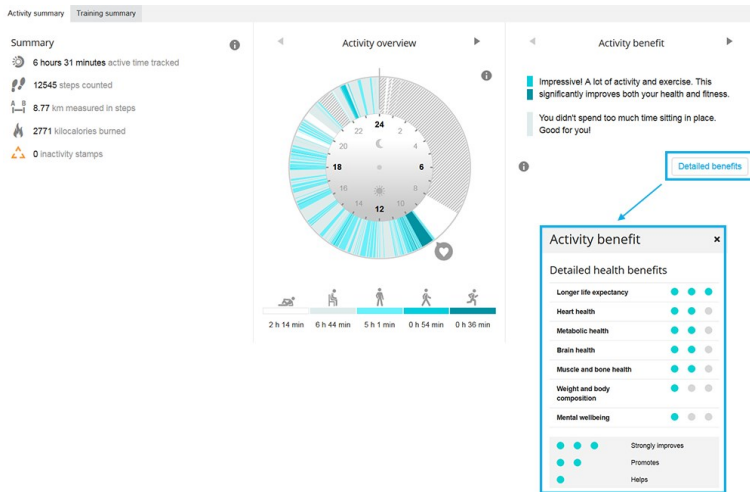 Activity summary
Training summary
Summary
6 hours 31 minutes active time tracked
12545 steps counted
A B
8.77 km measured in steps
2771 kilocalories burned
0 inactivity stamps
Activity overview
24
22
2
20
4
18
6
16
8
14
10
12
2 h 14 min
6 h 44 min
5 h 1 min
0 h 54 min
0 h 36 min
Activity benefit
Impressive! A lot of activity and exercise. This
significantly improves both your health and fitness.
You didn't spend too much time sitting in place.
Good for you!
Detailed benefits
Activity benefit
×
Detailed health benefits
Longer life expectancy
Heart health
Metabolic health
Brain health
Muscle and bone health
Weight and body
composition
Mental wellbeing
Strongly improves
Promotes
Helps